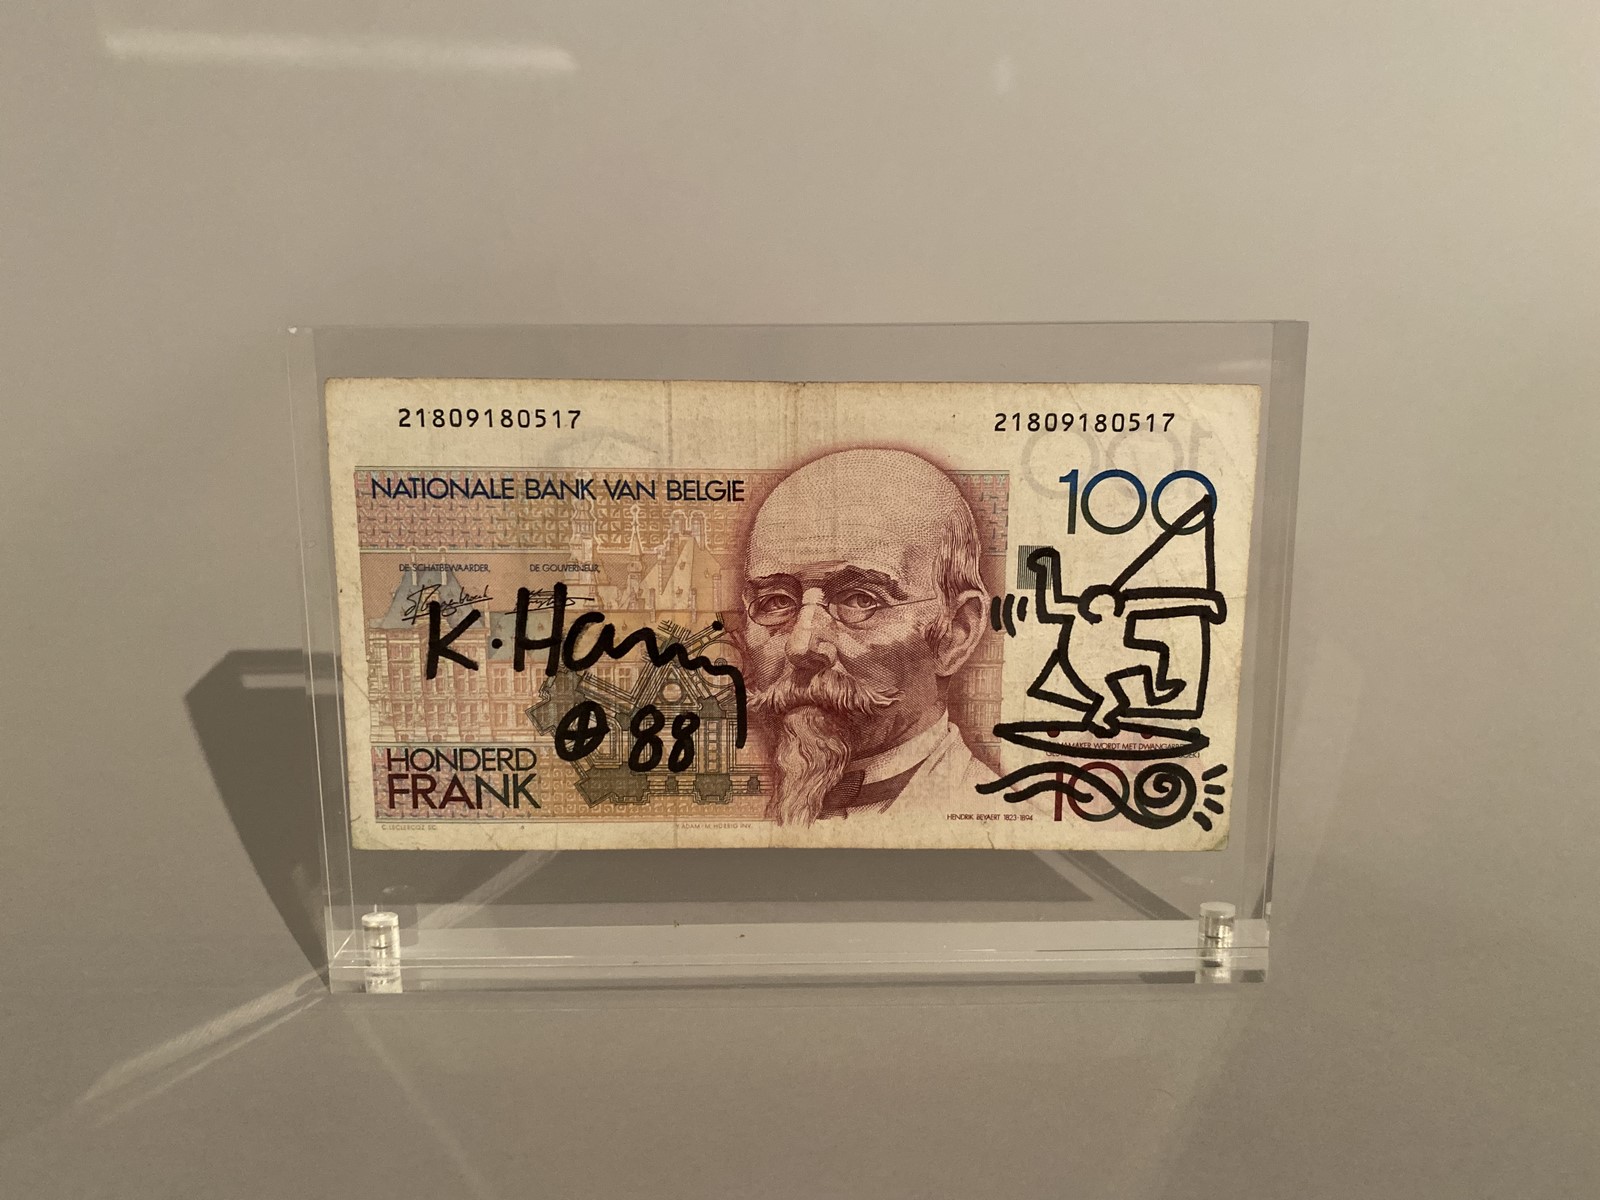 21809180517
21809180517
NATIONALE BANK VAN BELGIE
100
DE SCHATBEWAARDER,
DE GOUVERNEUR,
K. Haring
⊕ 88
HONDERD
FRANK
100
HENDRIK BEYAERT 1823-1894